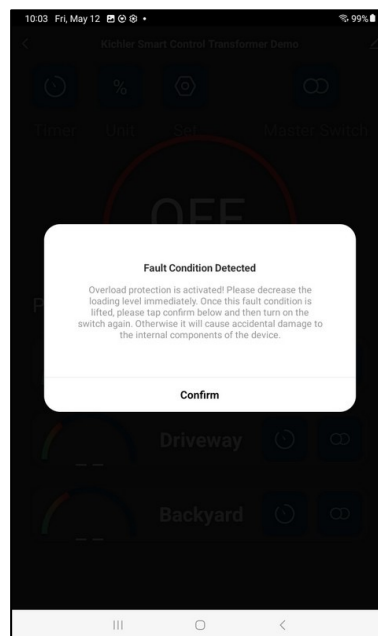 10:03 Fri, May 12 99%
Kichler Smart Control Transformer Demo
% 
Timer Unit Set Master Switch
OFF
Fault Condition Detected
Overload protection is activated! Please decrease the
loading level immediately. Once this fault condition is
lifted, please tap confirm below and then turn on the
switch again. Otherwise it will cause accidental damage to
the internal components of the device.
Confirm
Driveway
Backyard